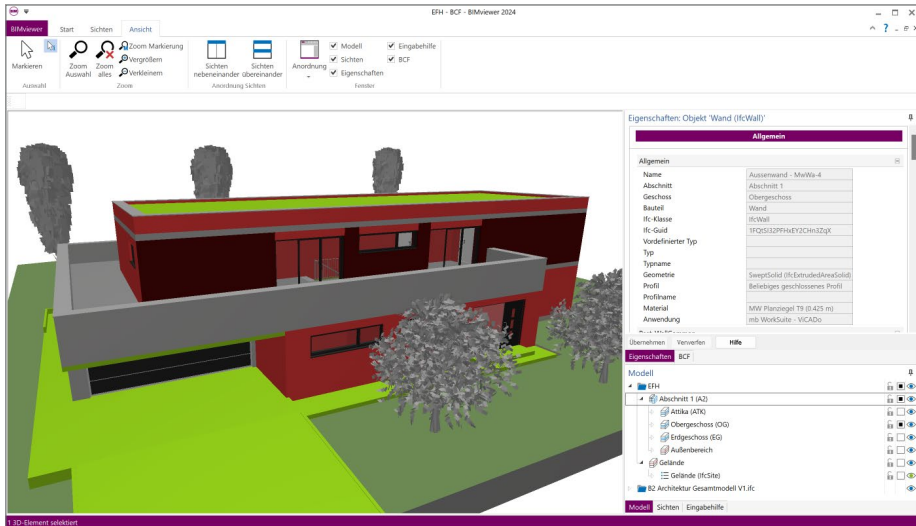 EFH - BCF - BIMviewer 2024
BIMviewer Start Sichten Ansicht
Markieren
Zoom Auswahl
Zoom alles
Zoom Markierung
Vergrößern
Verkleinern
Sichten nebeneinander
Sichten übereinander
Anordnung
Modell
Sichten
Eigenschaften
Eingabehilfe
BCF
Auswahl Zoom Anordnung Sichten Fenster
Eigenschaften: Objekt 'Wand (IfcWall)'
Allgemein
Allgemein
Name Aussenwand - MwWa-4
Abschnitt Abschnitt 1
Geschoss Obergeschoss
Bauteil Wand
Ifc-Klasse IfcWall
Ifc-Guid 1FQtSI32PFHxEY2CHn3ZqX
Vordefinierter Typ
Typ
Typname
Geometrie SweptSolid (IfcExtrudedAreaSolid)
Profil Beliebiges geschlossenes Profil
Profilname
Material MW Planziegel T9 (0.425 m)
Anwendung mb WorkSuite - ViCADo
Übernehmen Verwerfen Hilfe
Eigenschaften BCF
Modell
EFH
Abschnitt 1 (A2)
Attika (ATK)
Obergeschoss (OG)
Erdgeschoss (EG)
Außenbereich
Gelände
Gelände (IfcSite)
B2 Architektur Gesamtmodell V1.ifc
Modell Sichten Eingabehilfe
1 3D-Element selektiert